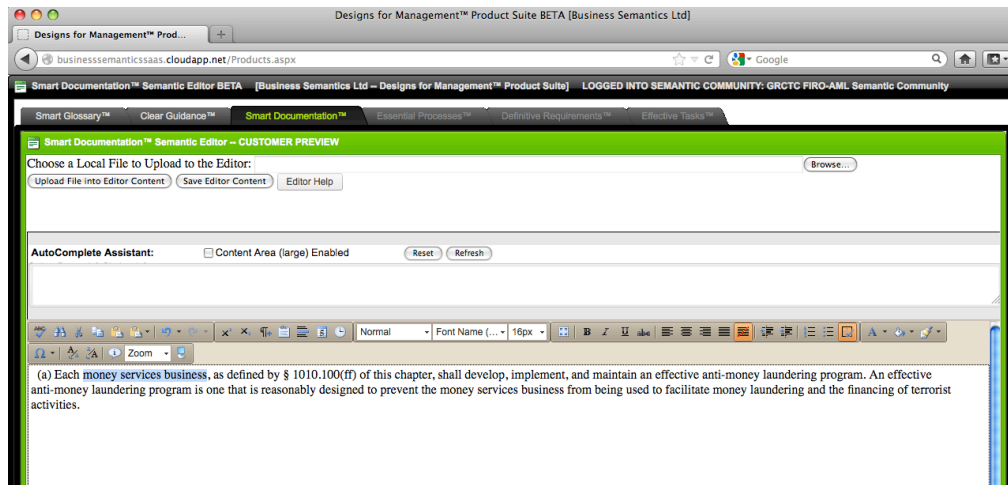 Designs for Management™ Product Suite BETA [Business Semantics Ltd]
Designs for Management™ Prod...
businesssemanticssaas.cloudapp.net/Products.aspx
Google
Smart Documentation™ Semantic Editor BETA [Business Semantics Ltd – Designs for Management™ Product Suite] LOGGED INTO SEMANTIC COMMUNITY: GRCTC FIRO-AML Semantic Community
Smart Glossary™ Clear Guidance™ Smart Documentation™ Essential Processes™ Definitive Requirements™ Effective Tasks™
Smart Documentation™ Semantic Editor -- CUSTOMER PREVIEW
Choose a Local File to Upload to the Editor: Browse...
Upload File into Editor Content Save Editor Content Editor Help
AutoComplete Assistant: Content Area (large) Enabled Reset Refresh
Normal Font Name (... 16px B I U abc A
Ω Zoom
(a) Each money services business, as defined by § 1010.100(ff) of this chapter, shall develop, implement, and maintain an effective anti-money laundering program. An effective
anti-money laundering program is one that is reasonably designed to prevent the money services business from being used to facilitate money laundering and the financing of terrorist
activities.